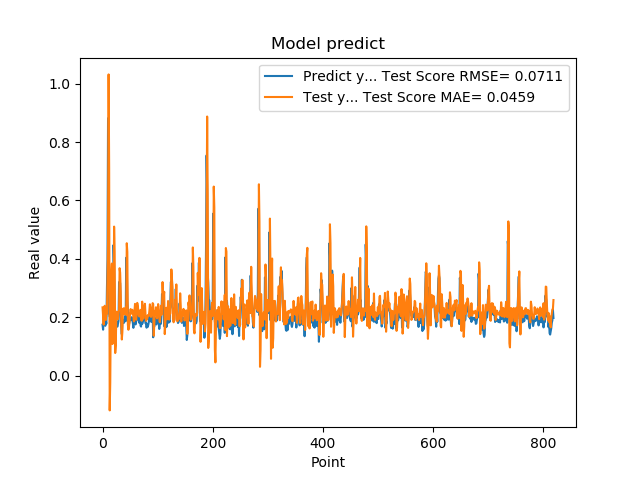 Model predict
Predict y... Test Score RMSE= 0.0711
Test y... Test Score MAE= 0.0459
Real value
1.0
0.8
0.6
0.4
0.2
0.0
0 200 400 600 800
Point